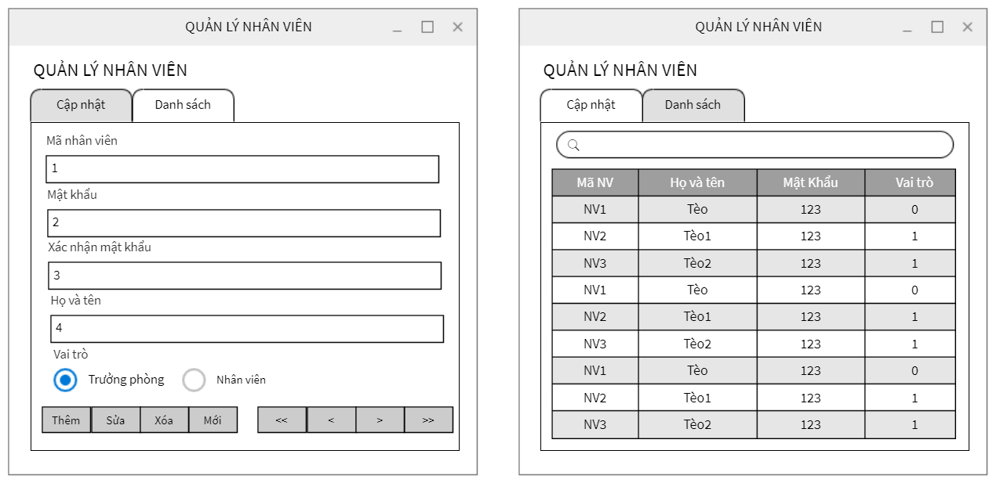 QUẢN LÝ NHÂN VIÊN
QUẢN LÝ NHÂN VIÊN
Cập nhật Danh sách
Mã nhân viên
1
Mật khẩu
2
Xác nhận mật khẩu
3
Họ và tên
4
Vai trò
Trưởng phòng Nhân viên
Thêm Sửa Xóa Mới << < > >>
QUẢN LÝ NHÂN VIÊN
QUẢN LÝ NHÂN VIÊN
Cập nhật Danh sách
Mã NV Họ và tên Mật Khẩu Vai trò
NV1 Tèo 123 0
NV2 Tèo1 123 1
NV3 Tèo2 123 1
NV1 Tèo 123 0
NV2 Tèo1 123 1
NV3 Tèo2 123 1
NV1 Tèo 123 0
NV2 Tèo1 123 1
NV3 Tèo2 123 1